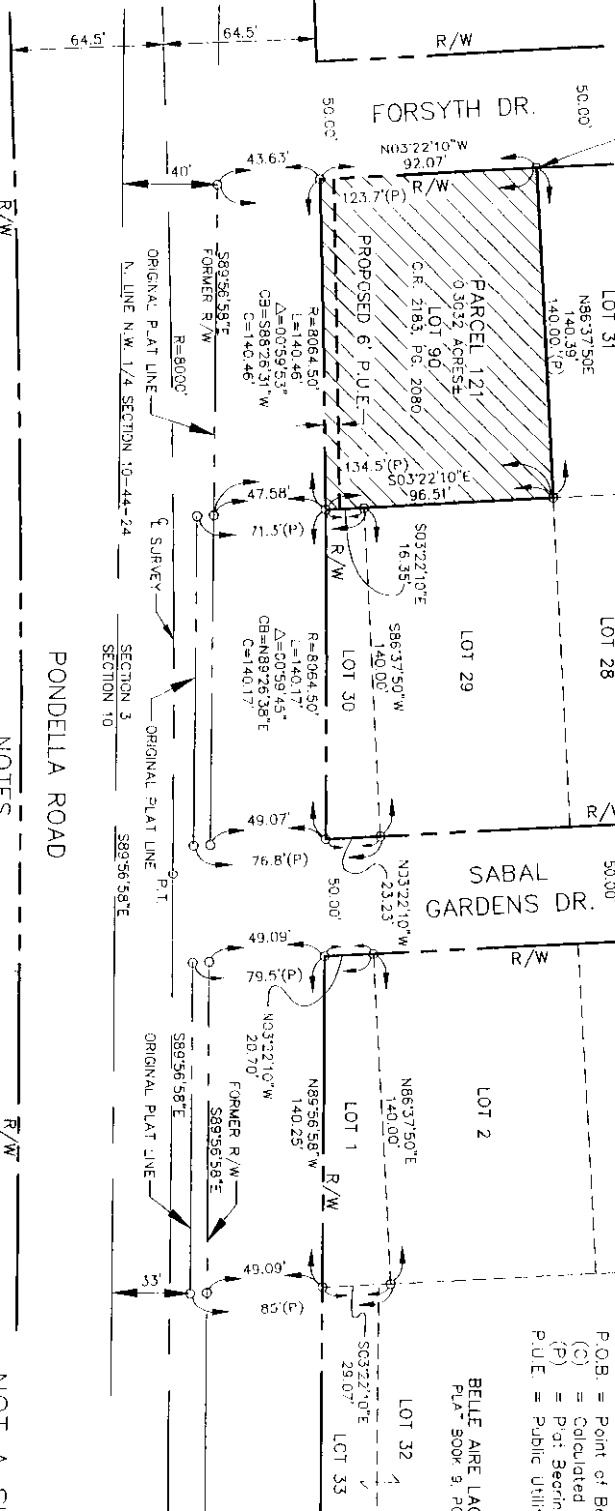 64.5'
64.5'
R/W
FORSYTH DR.
50.00'
50.00'
43.63'
40'
N03°22'10"W
92.07'
R/W
123.7'(P)
N86°37'50E
140.39'
140.00'(P)
LOT 31
PARCEL 121
0.3032 ACRES±
LOT 90
O.R. 2183, PG. 2080
PROPOSED 6' P.U.E.
R=8064.50'
L=140.46'
Δ=00°59'53"
CB=S88°26'31"W
C=140.46'
S89°56'58"E
FORMER R/W
ORIGINAL PLAT LINE
R=8000'
N. LINE N.W. 1/4 SECTION 10-44-24
R/W
134.5'(P)
S03°22'10"E
96.51'
47.58'
71.3'(P)
R/W
S03°22'10"E
16.35'
LOT 28
LOT 29
S86°37'50"W
140.00'
LOT 30
R=8064.50'
L=140.17'
Δ=00°59'45"
CB=N89°26'38"E
C=140.17'
℄ SURVEY
ORIGINAL PLAT LINE
P.T.
SECTION 3
SECTION 10
S89°56'58"E
PONDELLA ROAD
NOTES
49.07'
76.8'(P)
R/W
N03°22'10"W
23.23'
50.00'
50.00'
SABAL
GARDENS DR.
R/W
49.09'
79.5'(P)
N03°22'10"W
20.70'
LOT 2
N86°37'50"E
140.00'
LOT 1
R/W
N89°56'58"W
140.25'
FORMER R/W
S89°56'58"E
S89°56'58"E
ORIGINAL PLAT LINE
R/W
49.09'
85'(P)
33'
S03°22'10"E
29.07'
LOT 32
LOT 33
BELLE AIRE
PLAT BOOK 9,
P.O.B. = Point of
(C) = Calculated
(P) = Plat
P.U.E. = Public
NOT A